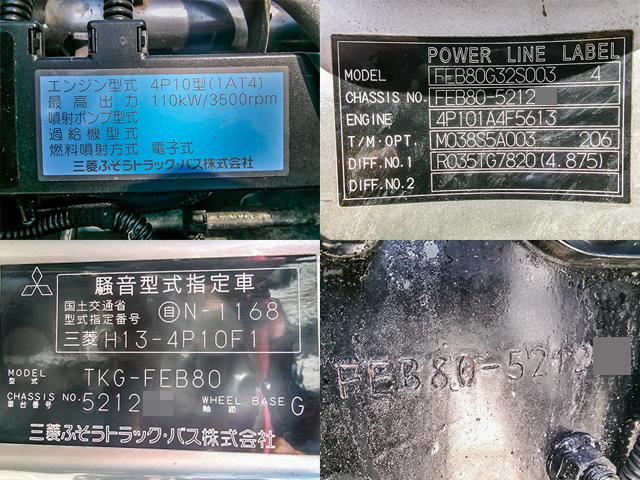 エンジン型式 4P10型(1AT4)
最高出力 110kW/3500rpm
噴射ポンプ型式
過給機型式
燃料噴射方式 電子式
三菱ふそうトラック・バス株式会社
POWER LINE LABEL
MODEL FEB80G32S003 4
CHASSIS NO. FEB80-5212
ENGINE 4P101A4F5613
T/M・OPT. M038S5A003 206
DIFF.NO.1 R035TG7820(4.875)
DIFF.NO.2
騒音型式指定車
国土交通省
型式指定番号 自N-1168
三菱 H13-4P10F1
MODEL
型式 TKG-FEB80
CHASSIS NO. 5212 WHEEL BASE G
車台番号 軸距
三菱ふそうトラック・バス株式会社
FEB80-5212